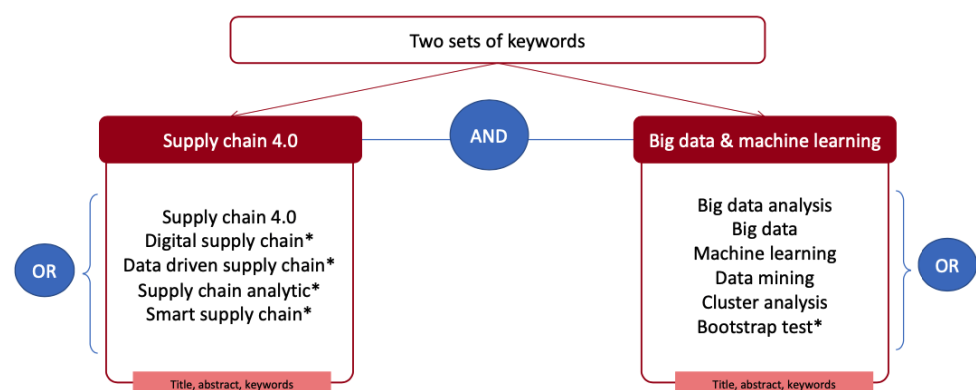 Two sets of keywords
Supply chain 4.0
AND
Big data & machine learning
OR
Supply chain 4.0
Digital supply chain*
Data driven supply chain*
Supply chain analytic*
Smart supply chain*
Title, abstract, keywords
Big data analysis
Big data
Machine learning
Data mining
Cluster analysis
Bootstrap test*
OR
Title, abstract, keywords